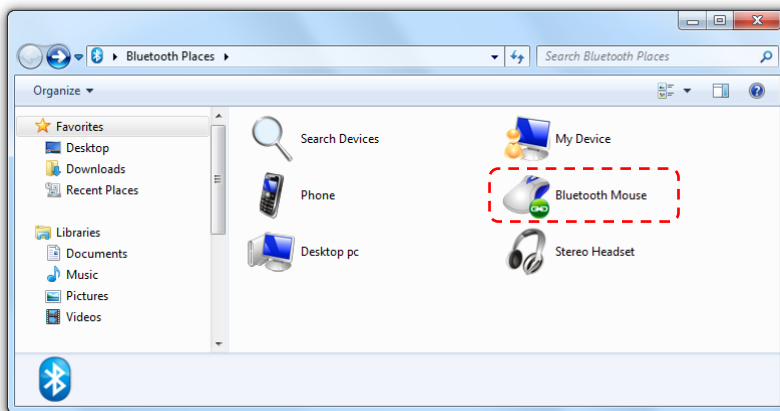 Bluetooth Places
Search Bluetooth Places
Organize
Favorites
Desktop
Downloads
Recent Places
Libraries
Documents
Music
Pictures
Videos
Search Devices
My Device
Phone
Bluetooth Mouse
Desktop pc
Stereo Headset